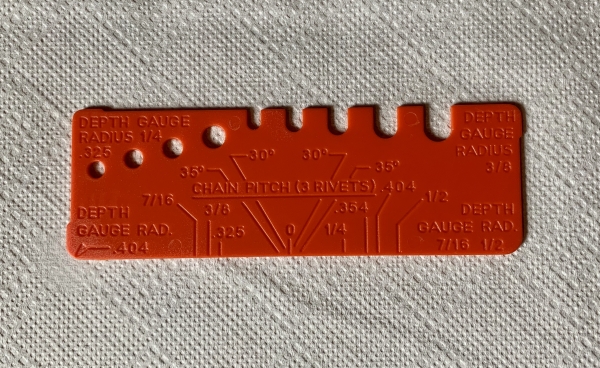 DEPTH GAUGE
RADIUS 1/4
.325
DEPTH
GAUGE
RADIUS
3/8
30° 30°
35° 35°
CHAIN PITCH (3 RIVETS) .404
7/16 3/8 .354 .1/2
DEPTH
GAUGE RAD.
.404
.325 0 1/4
DEPTH
GAUGE RAD.
7/16 1/2